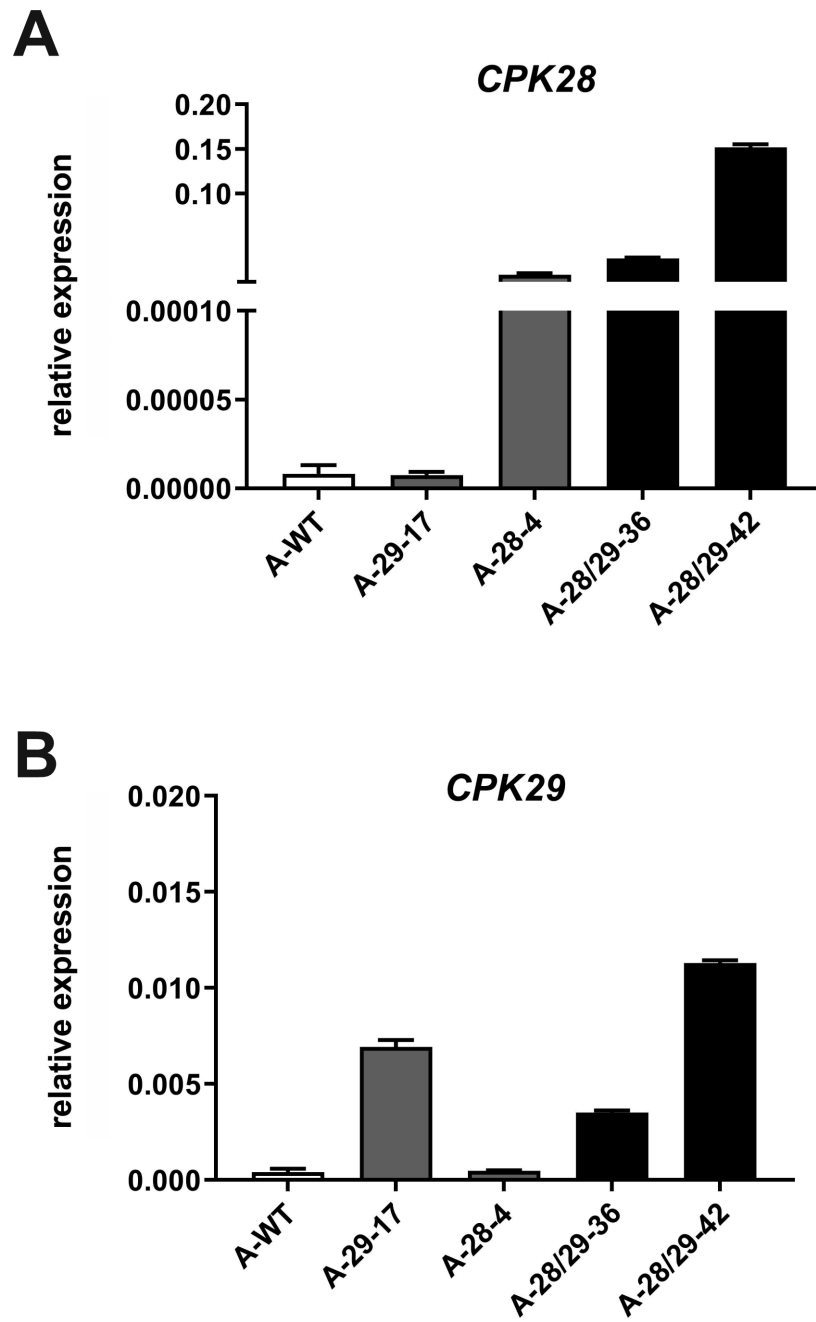 A
CPK28
relative expression
0.20
0.15
0.10
0.00010
0.00005
0.00000
A-WT
A-29-17
A-28-4
A-28/29-36
A-28/29-42
B
CPK29
relative expression
0.020
0.015
0.010
0.005
0.000
A-WT
A-29-17
A-28-4
A-28/29-36
A-28/29-42